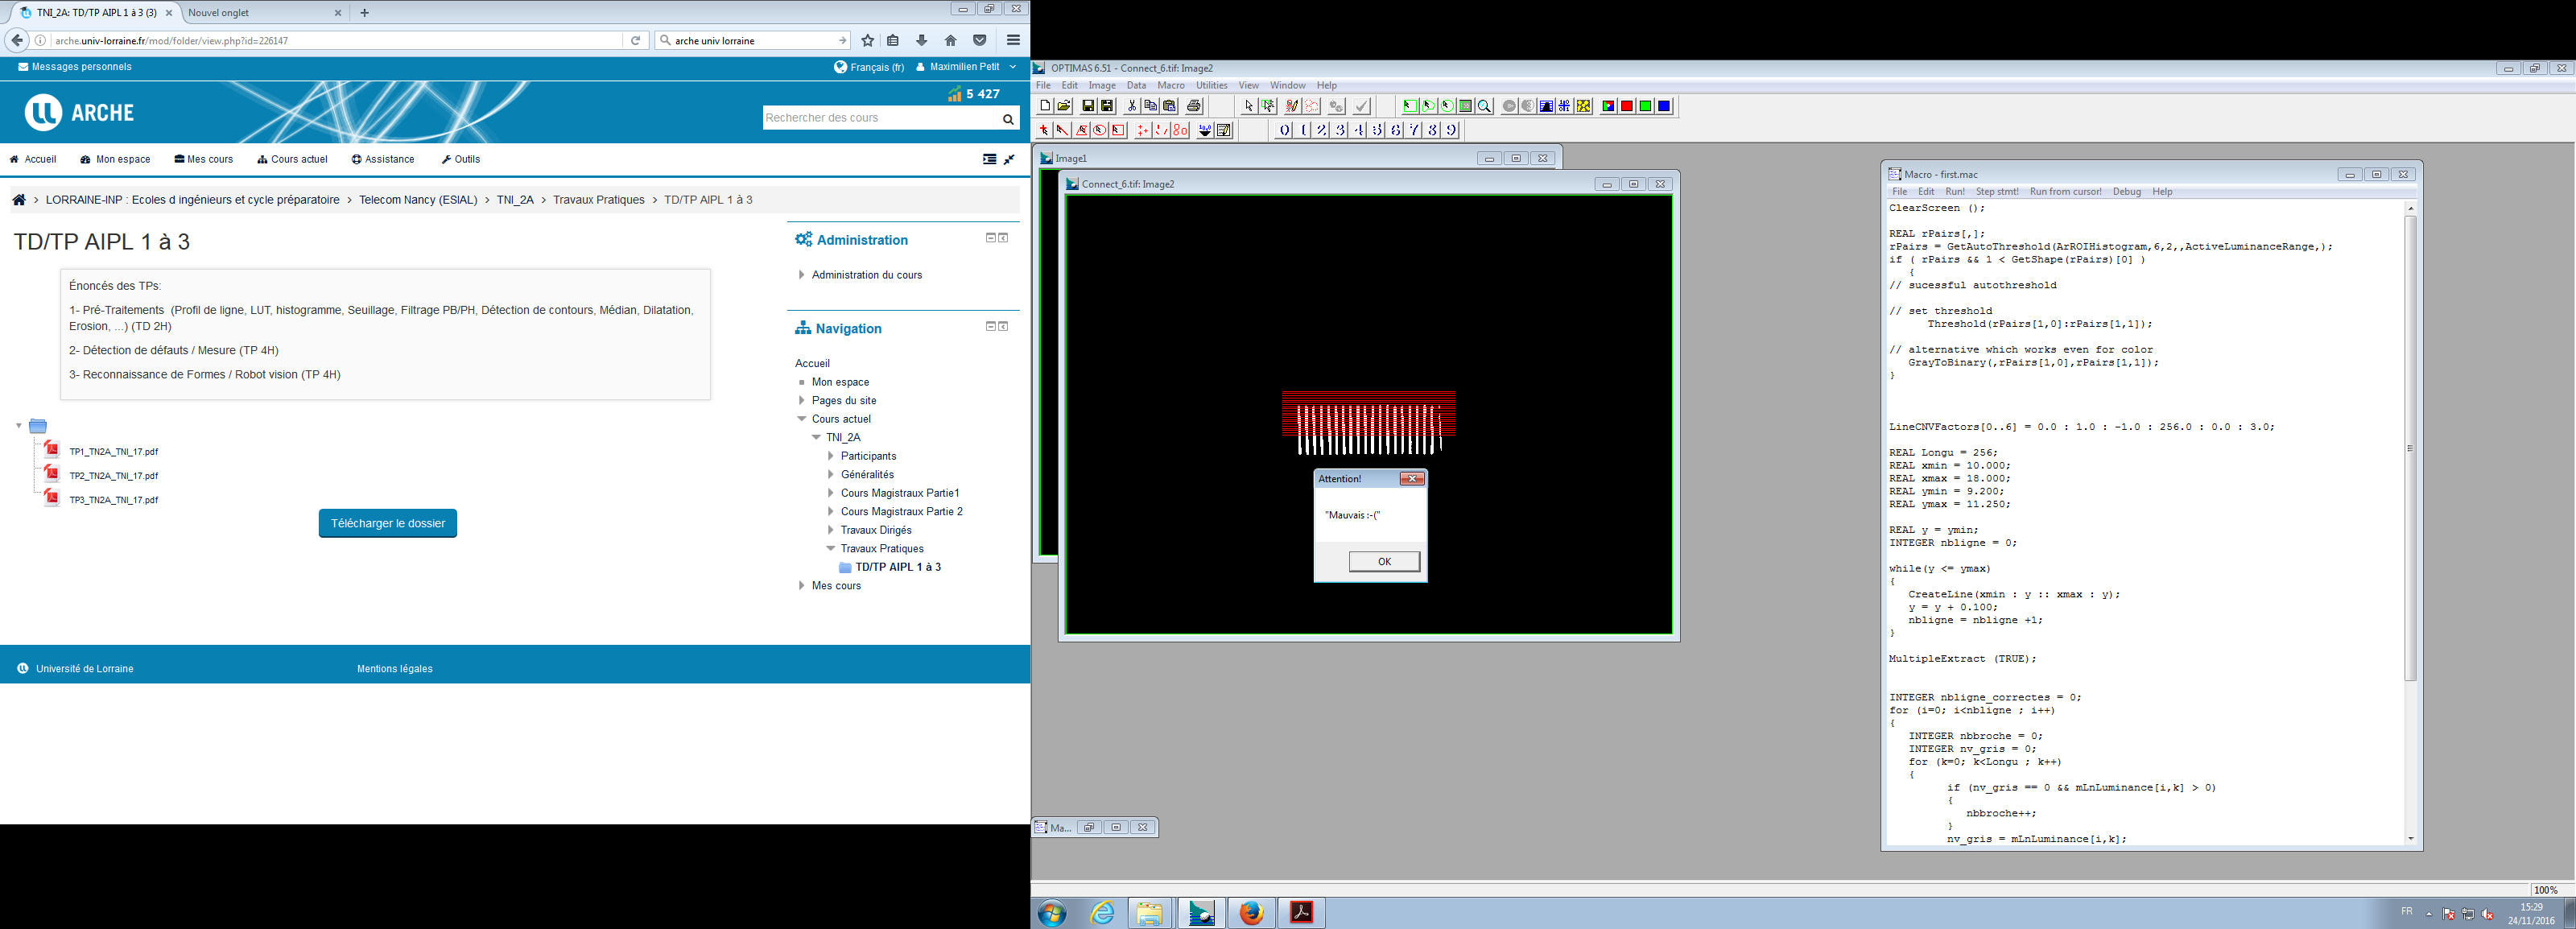 TNI_2A: TD/TP AIPL 1 à 3 (3)
Nouvel onglet
arche.univ-lorraine.fr/mod/folder/view.php?id=226147
arche univ lorraine
Messages personnels
Français (fr)
Maximilien Petit
ARCHE
5 427
Rechercher des cours
Accueil
Mon espace
Mes cours
Cours actuel
Assistance
Outils
LORRAINE-INP : Ecoles d ingénieurs et cycle préparatoire > Telecom Nancy (ESIAL) > TNI_2A > Travaux Pratiques > TD/TP AIPL 1 à 3
TD/TP AIPL 1 à 3
Énoncés des TPs:
1- Pré-Traitements (Profil de ligne, LUT, histogramme, Seuillage, Filtrage PB/PH, Détection de contours, Médian, Dilatation,
Erosion, ...) (TD 2H)
2- Détection de défauts / Mesure (TP 4H)
3- Reconnaissance de Formes / Robot vision (TP 4H)
TP1_TN2A_TNI_17.pdf
TP2_TN2A_TNI_17.pdf
TP3_TN2A_TNI_17.pdf
Télécharger le dossier
Administration
Administration du cours
Navigation
Accueil
Mon espace
Pages du site
Cours actuel
TNI_2A
Participants
Généralités
Cours Magistraux Partie1
Cours Magistraux Partie 2
Travaux Dirigés
Travaux Pratiques
TD/TP AIPL 1 à 3
Mes cours
Université de Lorraine
Mentions légales
OPTIMAS 6.51 - Connect_6.tif: Image2
File Edit Image Data Macro Utilities View Window Help
0 1 2 3 4 5 6 7 8 9
Image1
Connect_6.tif: Image2
Attention!
"Mauvais :-("
OK
Ma...
Macro - first.mac
File Edit Run! Step stmt! Run from cursor! Debug Help
ClearScreen ();
REAL rPairs[,];
rPairs = GetAutoThreshold(ArROIHistogram,6,2,,ActiveLuminanceRange,);
if ( rPairs && 1 < GetShape(rPairs)[0] )
{
// sucessful autothreshold
// set threshold
Threshold(rPairs[1,0]:rPairs[1,1]);
// alternative which works even for color
GrayToBinary(,rPairs[1,0],rPairs[1,1]);
}
LineCNVFactors[0..6] = 0.0 : 1.0 : -1.0 : 256.0 : 0.0 : 3.0;
REAL Longu = 256;
REAL xmin = 10.000;
REAL xmax = 18.000;
REAL ymin = 9.200;
REAL ymax = 11.250;
REAL y = ymin;
INTEGER nbligne = 0;
while(y <= ymax)
{
CreateLine(xmin : y :: xmax : y);
y = y + 0.100;
nbligne = nbligne +1;
}
MultipleExtract (TRUE);
INTEGER nbligne_correctes = 0;
for (i=0; i<nbligne ; i++)
{
INTEGER nbbroche = 0;
INTEGER nv_gris = 0;
for (k=0; k<Longu ; k++)
{
if (nv_gris == 0 && mLnLuminance[i,k] > 0)
{
nbbroche++;
}
nv_gris = mLnLuminance[i,k];
100%
FR
15:29
24/11/2016